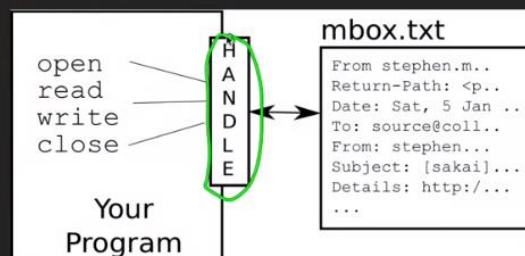 open
read
write
close
HANDLE
Your
Program
mbox.txt
From stephen.m..
Return-Path: <p..
Date: Sat, 5 Jan ..
To: source@coll..
From: stephen...
Subject: [sakai]...
Details: http:/...
...